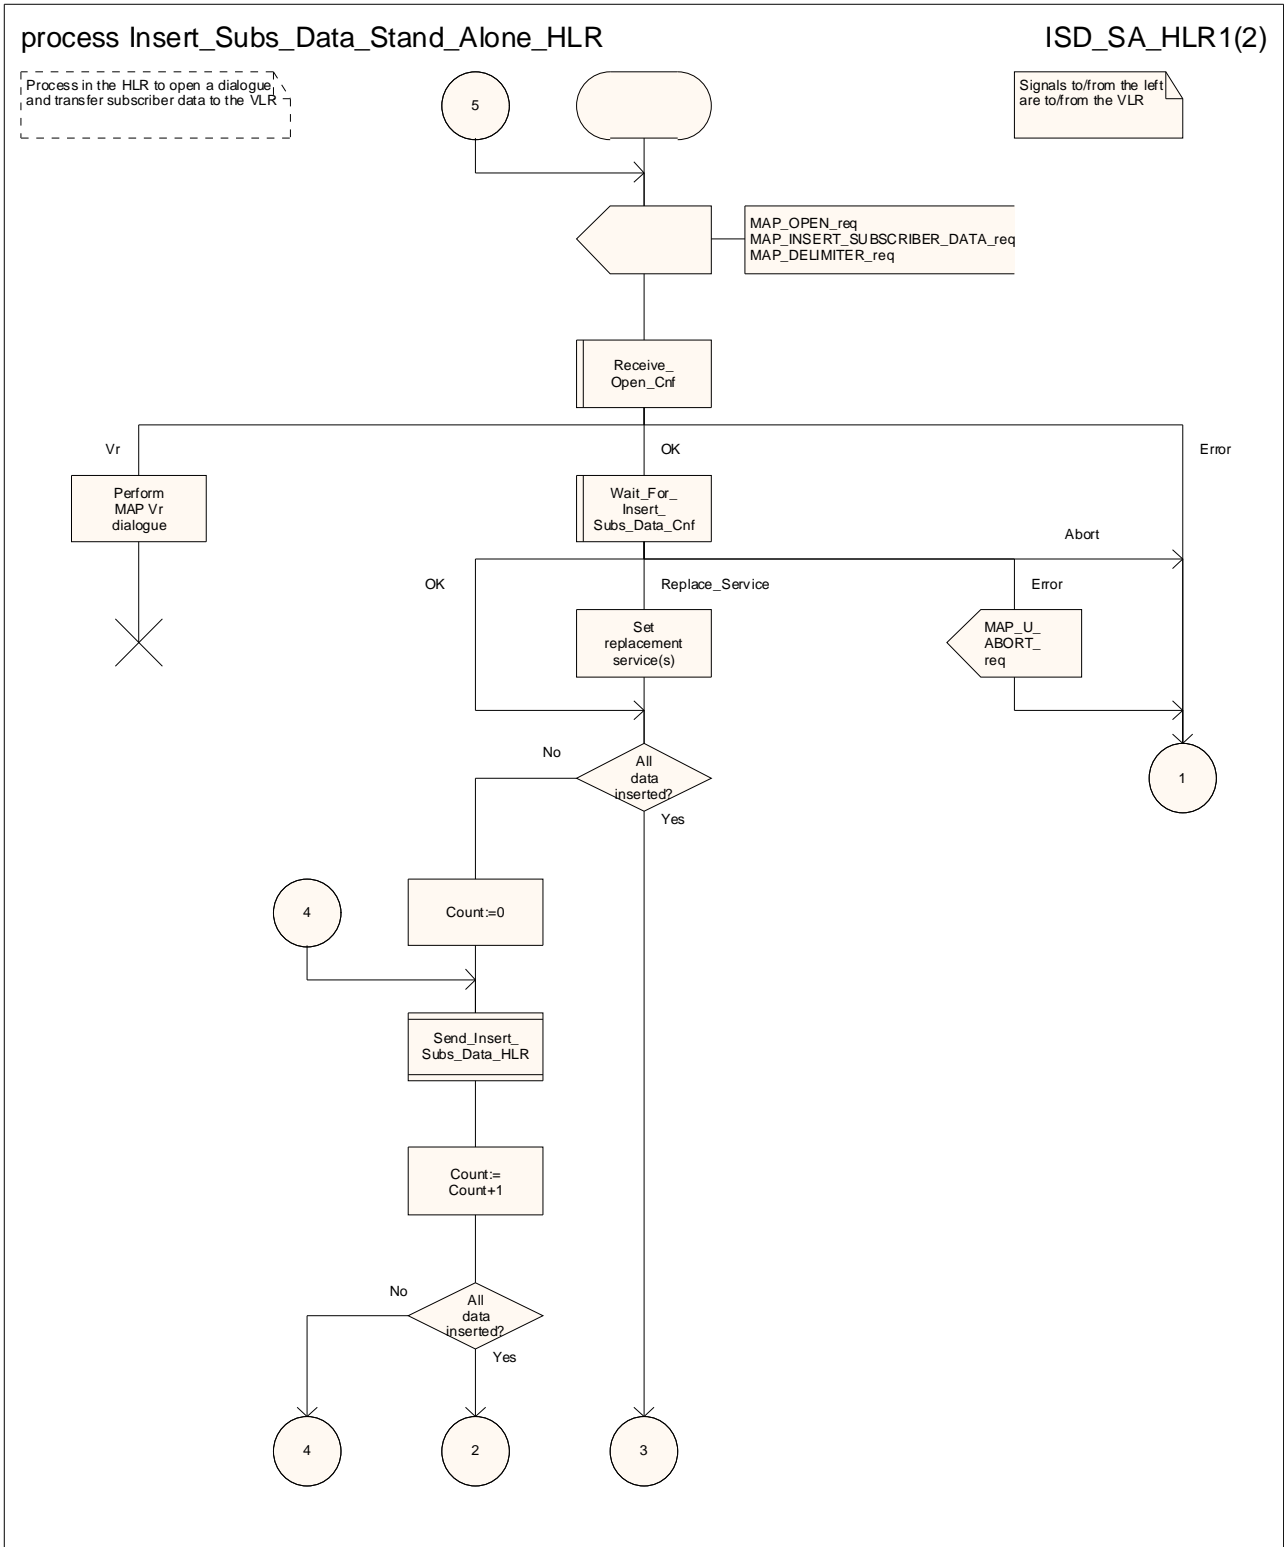 process Insert_Subs_Data_Stand_Alone_HLR
ISD_SA_HLR1(2)
Process in the HLR to open a dialogue
and transfer subscriber data to the VLR
5
Signals to/from the left
are to/from the VLR
MAP_OPEN_req
MAP_INSERT_SUBSCRIBER_DATA_req
MAP_DELIMITER_req
Receive_
Open_Cnf
Vr
OK
Error
Perform
MAP Vr
dialogue
Wait_For_
Insert_
Subs_Data_Cnf
Abort
OK
Replace_Service
Error
Set
replacement
service(s)
MAP_U_
ABORT_
req
No
All
data
inserted?
Yes
1
4
Count:=0
Send_Insert_
Subs_Data_HLR
Count:=
Count+1
No
All
data
inserted?
Yes
4
2
3